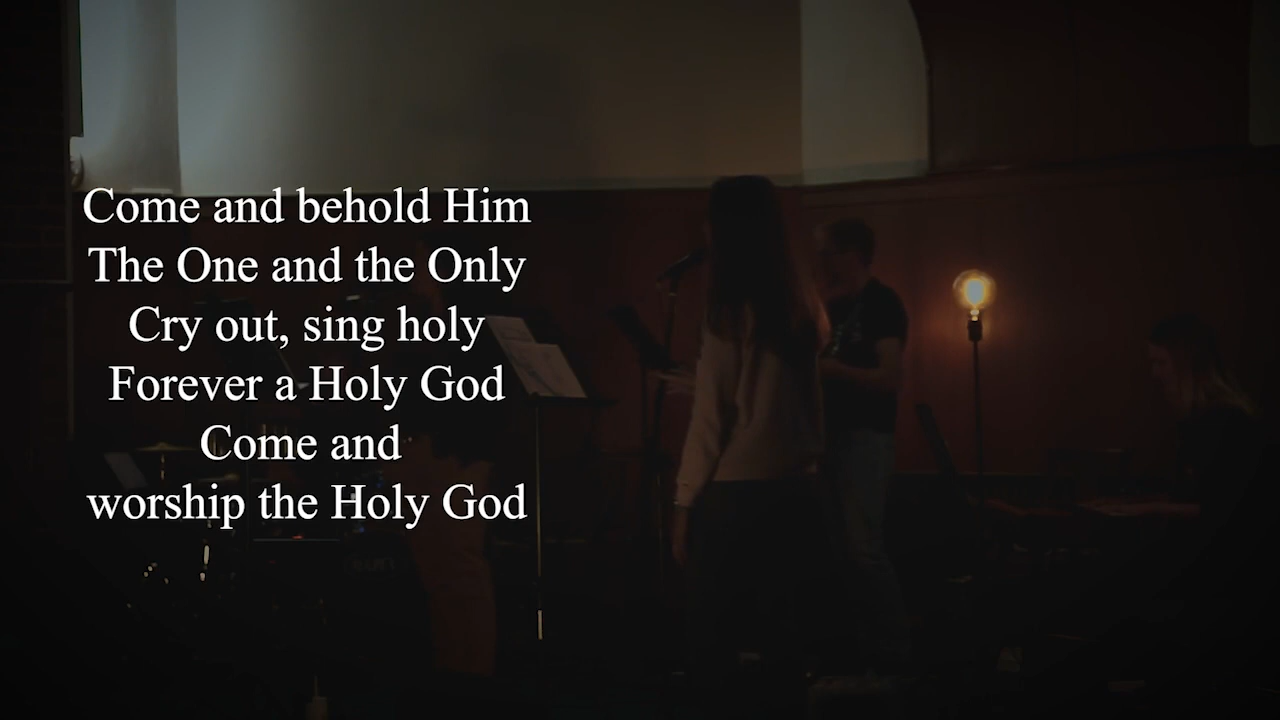 Come and behold Him
The One and the Only
Cry out, sing holy
Forever a Holy God
Come and
worship the Holy God